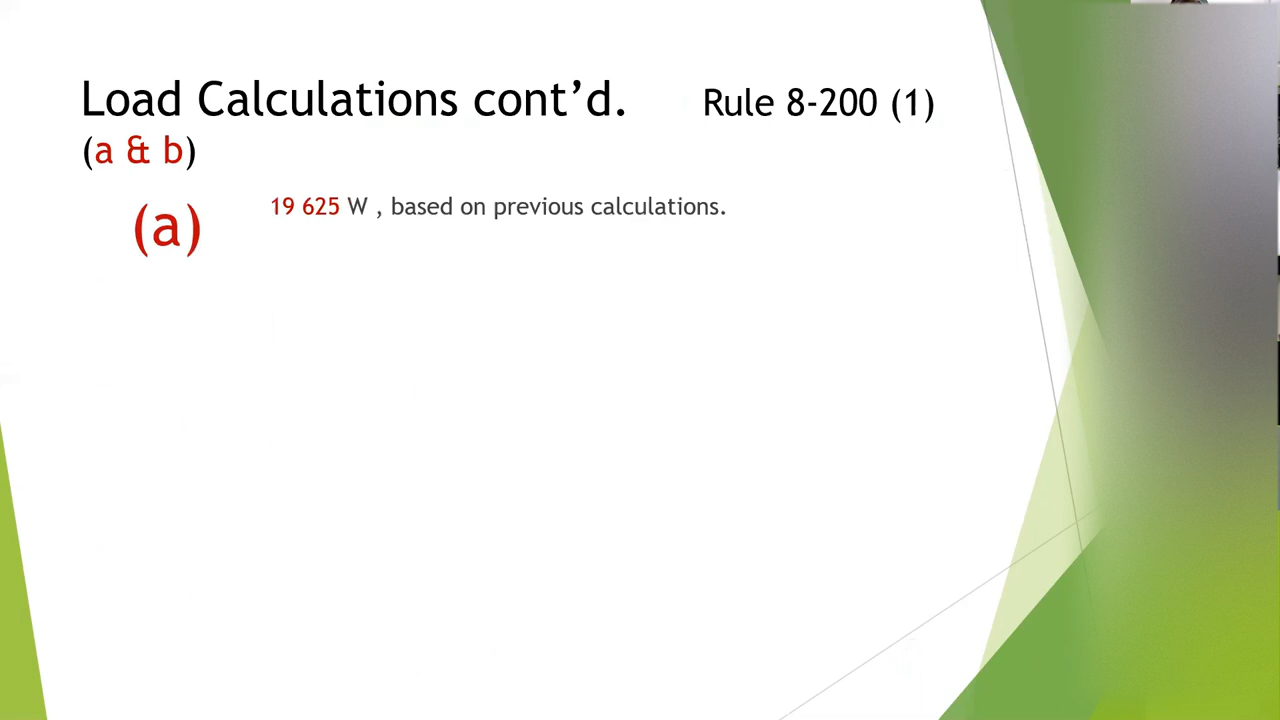 Load Calculations cont’d. Rule 8-200 (1)
(a & b)
(a) 19 625 W , based on previous calculations.